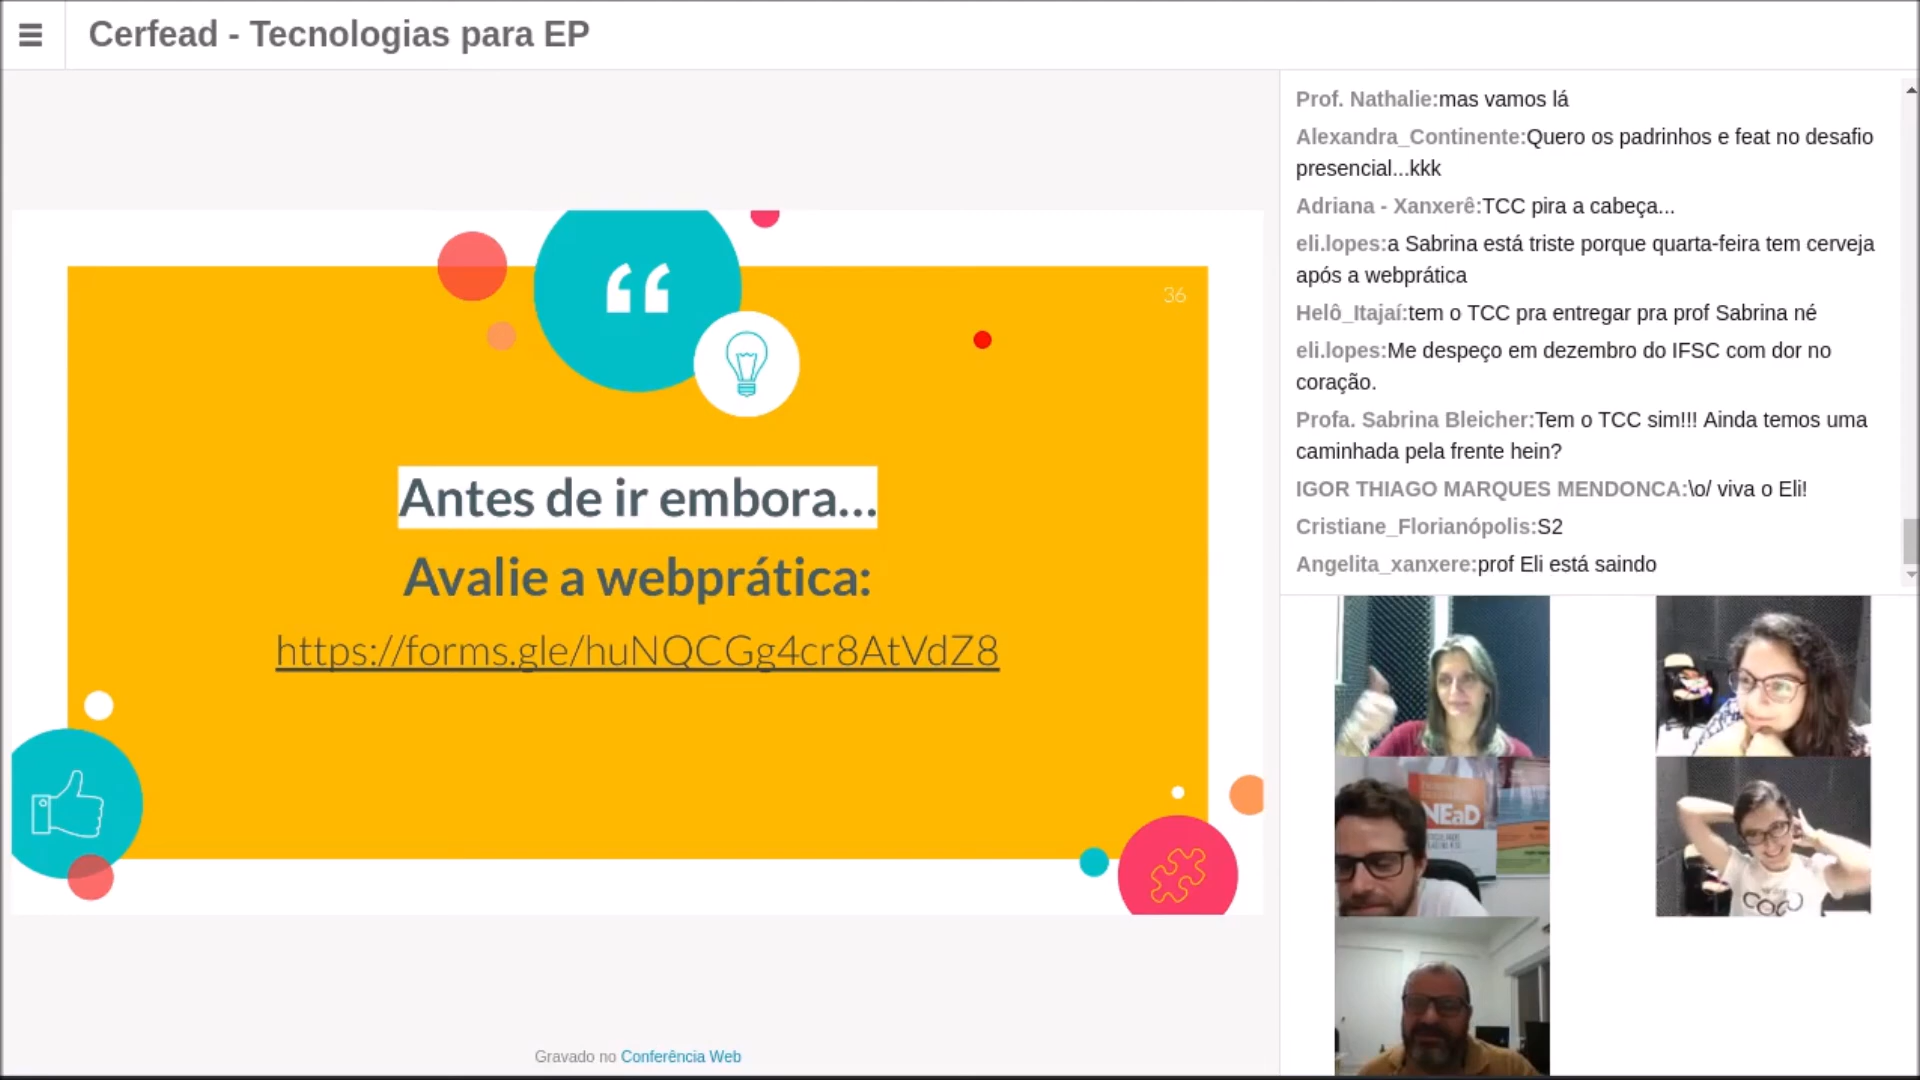 Cerfead - Tecnologias para EP
36
Antes de ir embora...
Avalie a webprática:
https://forms.gle/huNQCGg4cr8AtVdZ8
Gravado no Conferência Web
Prof. Nathalie:mas vamos lá
Alexandra_Continente:Quero os padrinhos e feat no desafio
presencial...kkk
Adriana - Xanxerê:TCC pira a cabeça...
eli.lopes:a Sabrina está triste porque quarta-feira tem cerveja
após a webprática
Helô_Itajaí:tem o TCC pra entregar pra prof Sabrina né
eli.lopes:Me despeço em dezembro do IFSC com dor no
coração.
Profa. Sabrina Bleicher:Tem o TCC sim!!! Ainda temos uma
caminhada pela frente hein?
IGOR THIAGO MARQUES MENDONCA:\o/ viva o Eli!
Cristiane_Florianópolis:S2
Angelita_xanxere:prof Eli está saindo
NEaD